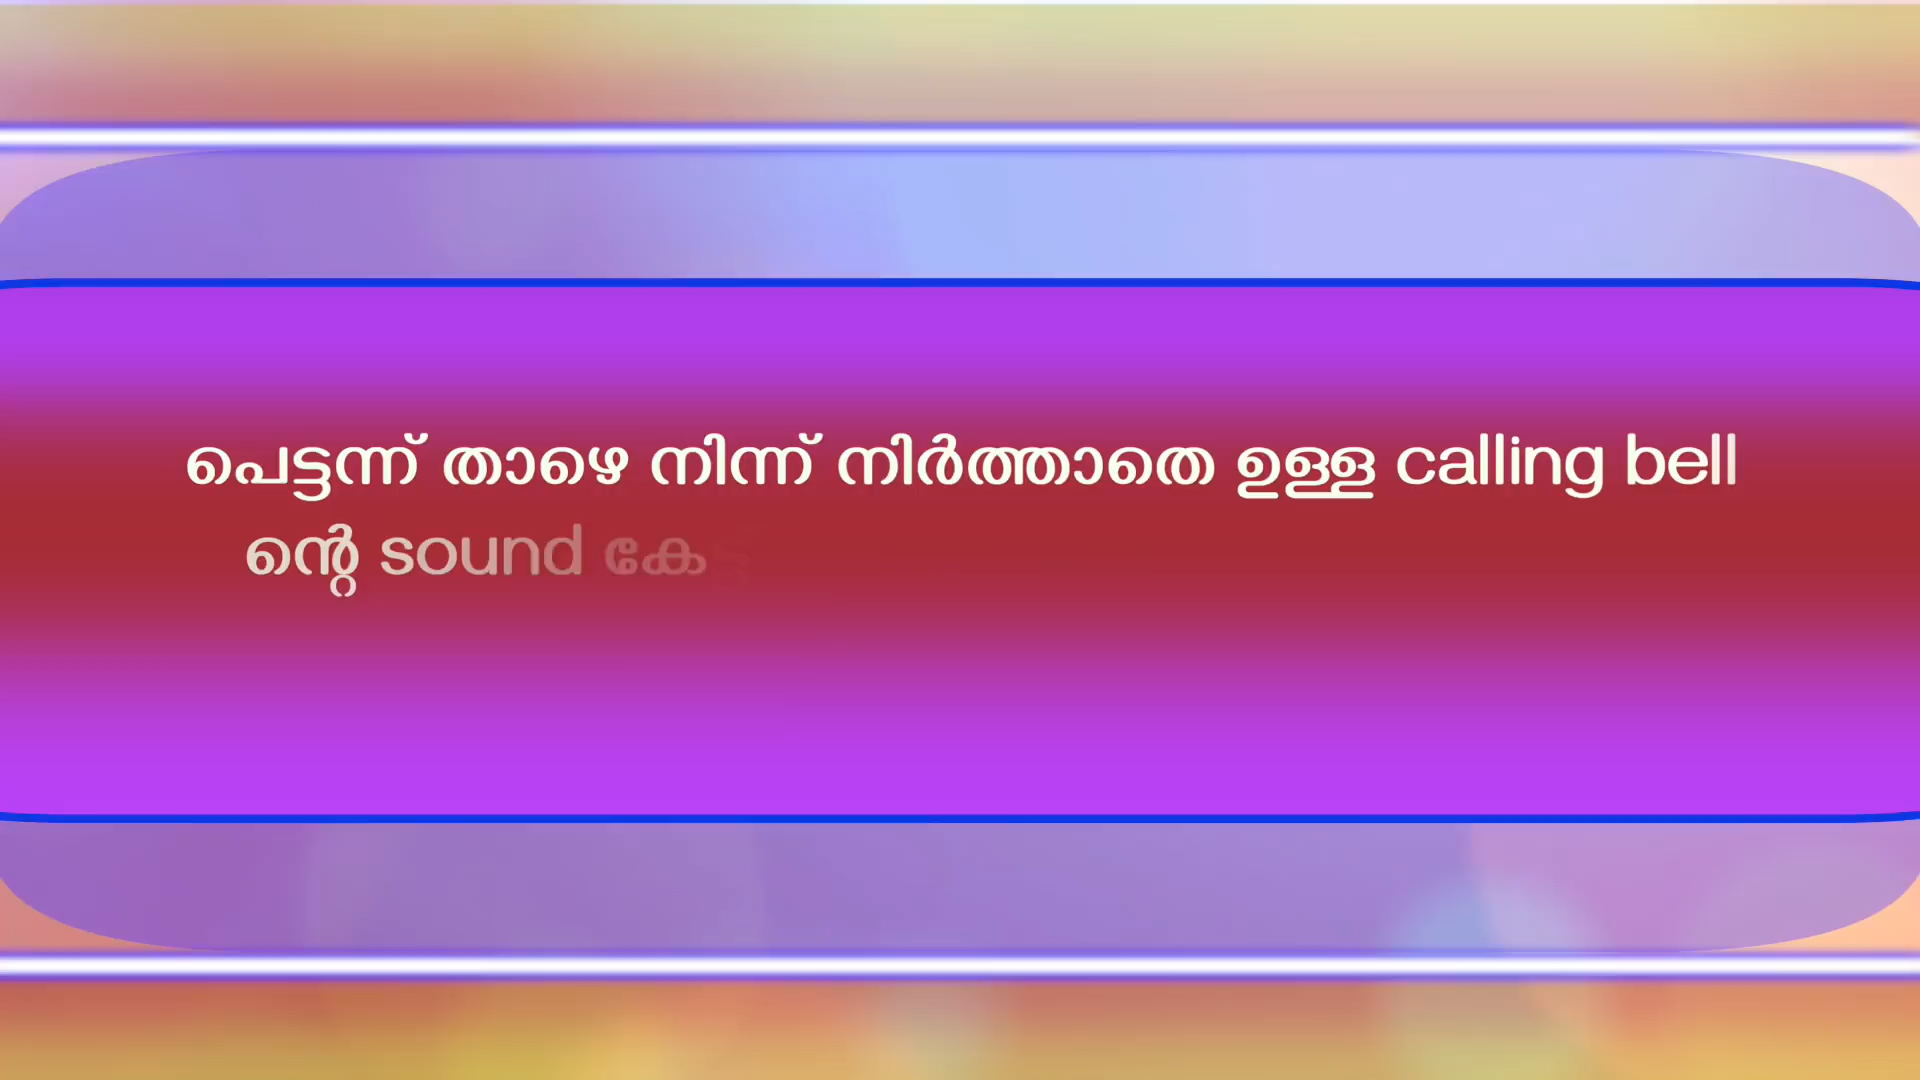 പെട്ടന്ന് താഴെ നിന്ന് നിർത്താതെ ഉള്ള calling bell
ന്റെ sound